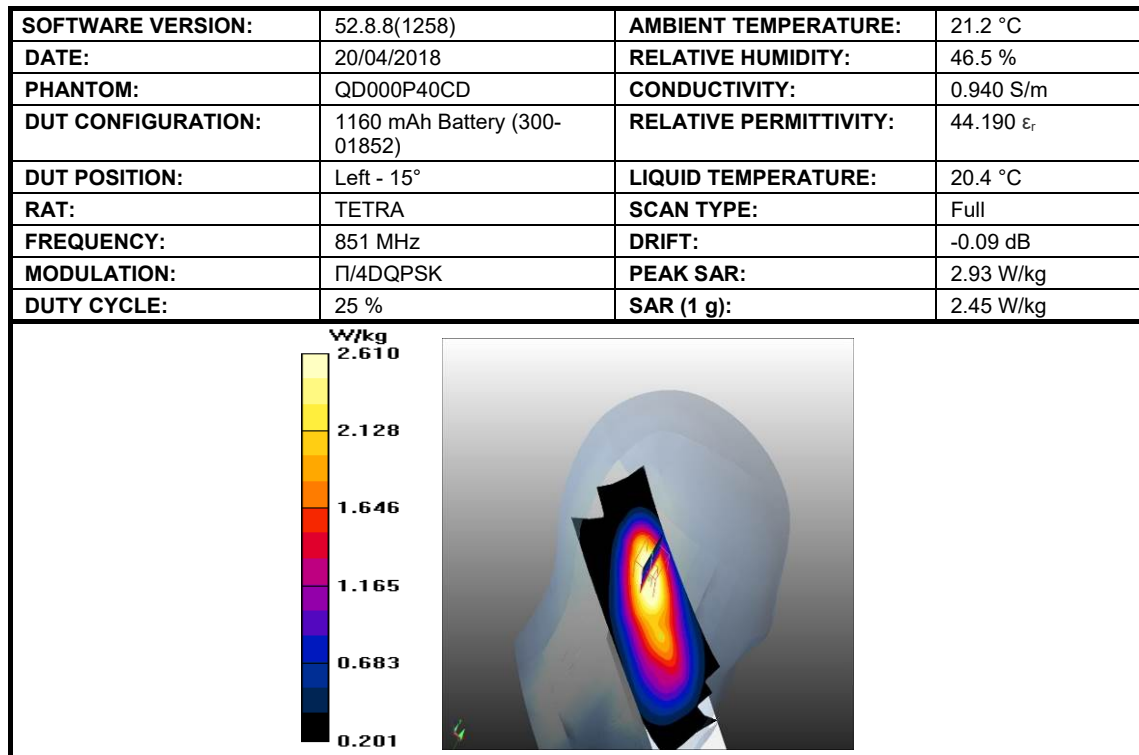 SOFTWARE VERSION: 52.8.8(1258) AMBIENT TEMPERATURE: 21.2 °C
DATE: 20/04/2018 RELATIVE HUMIDITY: 46.5 %
PHANTOM: QD000P40CD CONDUCTIVITY: 0.940 S/m
DUT CONFIGURATION: 1160 mAh Battery (300-
01852) RELATIVE PERMITTIVITY: 44.190 εr
DUT POSITION: Left - 15° LIQUID TEMPERATURE: 20.4 °C
RAT: TETRA SCAN TYPE: Full
FREQUENCY: 851 MHz DRIFT: -0.09 dB
MODULATION: Π/4DQPSK PEAK SAR: 2.93 W/kg
DUTY CYCLE: 25 % SAR (1 g): 2.45 W/kg
W/kg
2.610
2.128
1.646
1.165
0.683
0.201